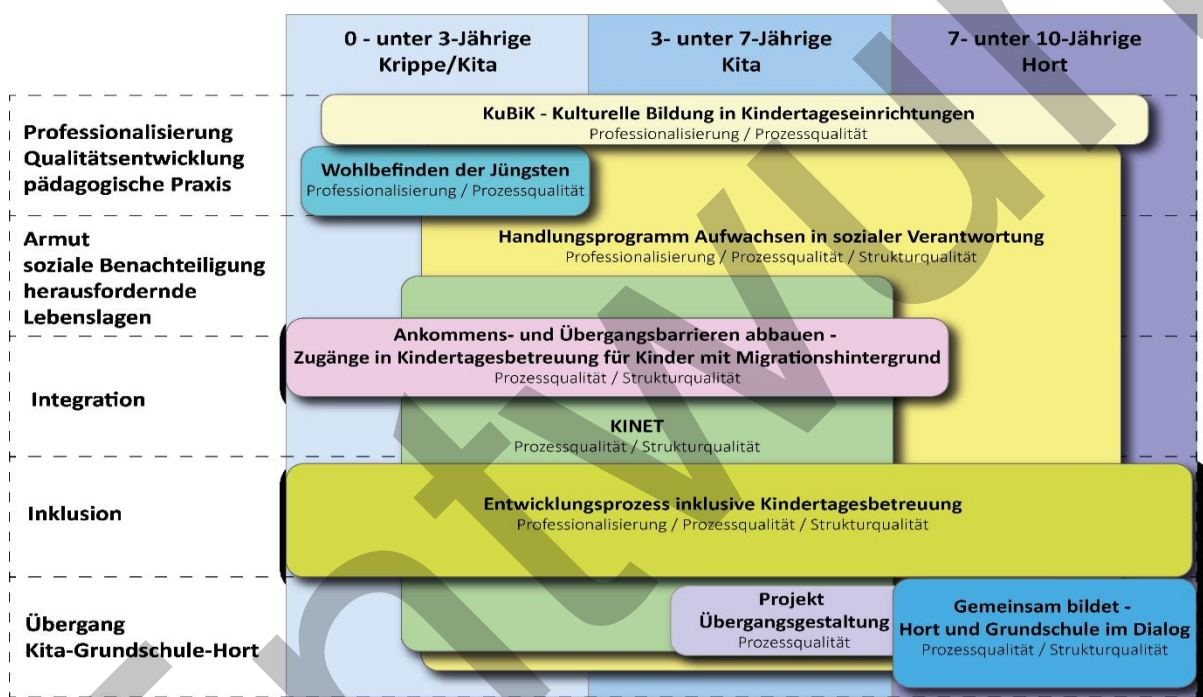 0 - unter 3-Jährige
Krippe/Kita
3- unter 7-Jährige
Kita
7- unter 10-Jährige
Hort
Professionalisierung
Qualitätsentwicklung
pädagogische Praxis
KuBiK - Kulturelle Bildung in Kindertageseinrichtungen
Professionalisierung / Prozessqualität
Wohlbefinden der Jüngsten
Professionalisierung / Prozessqualität
Armut
soziale Benachteiligung
herausfordernde
Lebenslagen
Handlungsprogramm Aufwachsen in sozialer Verantwortung
Professionalisierung / Prozessqualität / Strukturqualität
Ankommens- und Übergangsbarrieren abbauen -
Zugänge in Kindertagesbetreuung für Kinder mit Migrationshintergrund
Prozessqualität / Strukturqualität
Integration
KINET
Prozessqualität / Strukturqualität
Inklusion
Entwicklungsprozess inklusive Kindertagesbetreuung
Professionalisierung / Prozessqualität / Strukturqualität
Übergang
Kita-Grundschule-Hort
Projekt
Übergangsgestaltung
Prozessqualität
Gemeinsam bildet -
Hort und Grundschule im Dialog
Prozessqualität / Strukturqualität